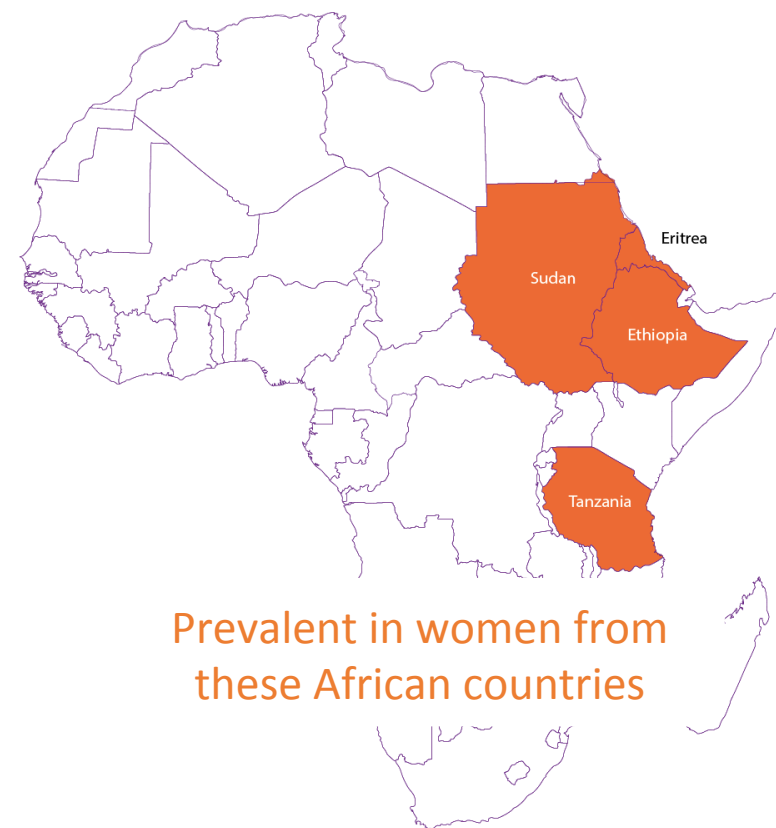 Eritrea
Sudan
Ethiopia
Tanzania
Prevalent in women from
these African countries